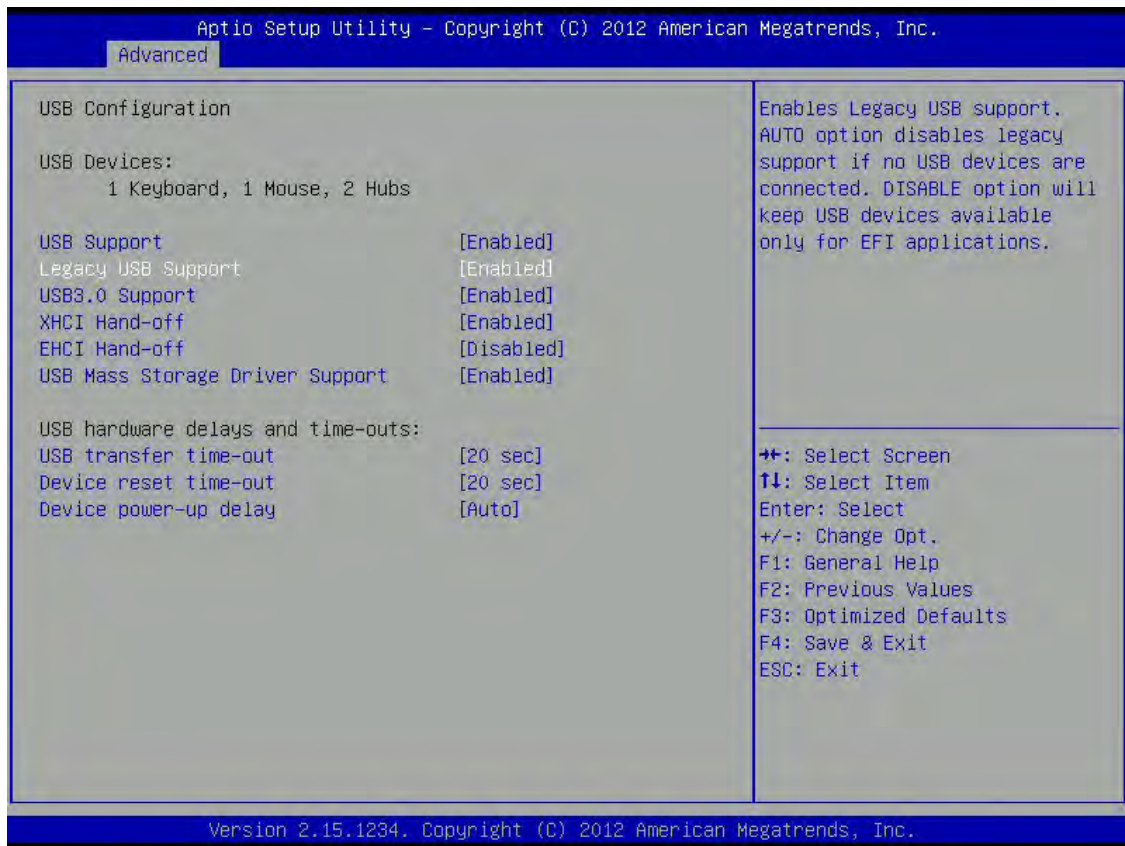 Aptio Setup Utility – Copyright (C) 2012 American Megatrends, Inc.
Advanced
USB Configuration
USB Devices:
1 Keyboard, 1 Mouse, 2 Hubs
USB Support [Enabled]
Legacy USB Support [Enabled]
USB3.0 Support [Enabled]
XHCI Hand-off [Enabled]
EHCI Hand-off [Disabled]
USB Mass Storage Driver Support [Enabled]
USB hardware delays and time-outs:
USB transfer time-out [20 sec]
Device reset time-out [20 sec]
Device power-up delay [Auto]
Enables Legacy USB support.
AUTO option disables legacy
support if no USB devices are
connected. DISABLE option will
keep USB devices available
only for EFI applications.
→←: Select Screen
↑↓: Select Item
Enter: Select
+/-: Change Opt.
F1: General Help
F2: Previous Values
F3: Optimized Defaults
F4: Save & Exit
ESC: Exit
Version 2.15.1234. Copyright (C) 2012 American Megatrends, Inc.